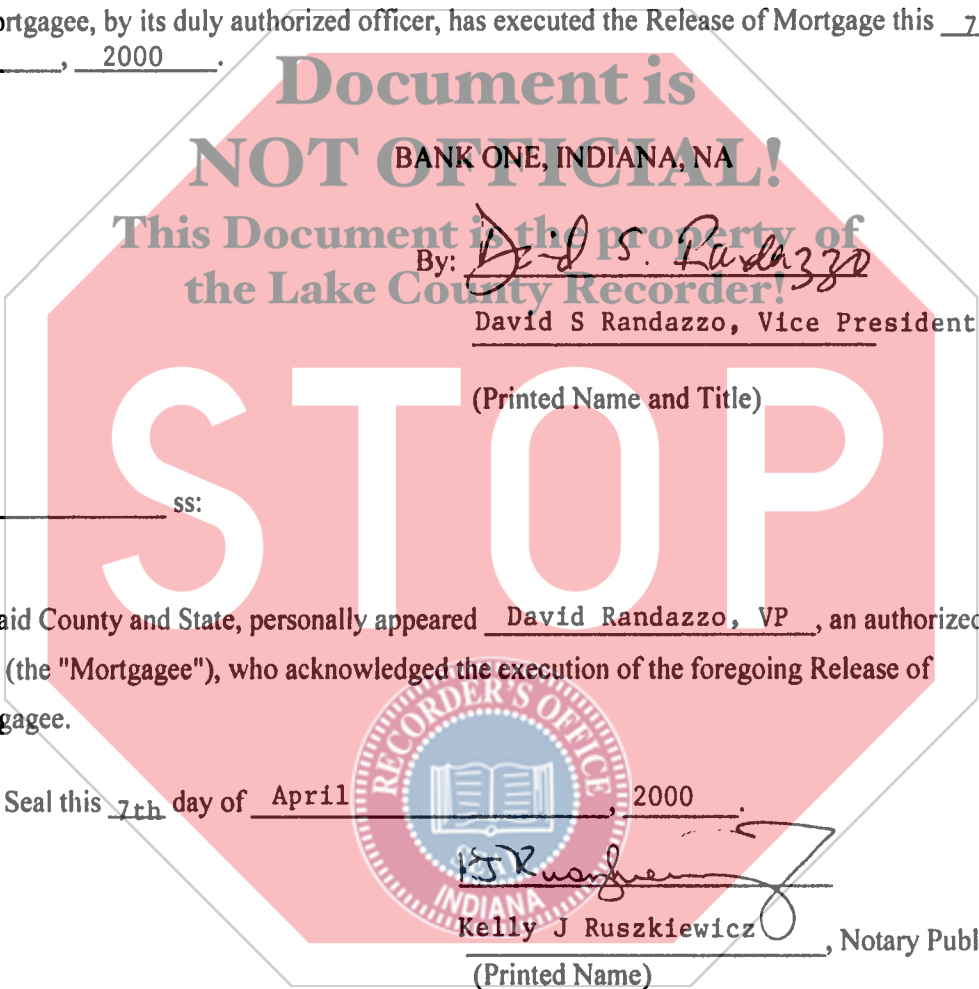 ortgagee, by its duly authorized officer, has executed the Release of Mortgage this 7
, 2000 .
Document is
NOT OFFICIAL!
BANK ONE, INDIANA, NA
This Document is the property of
By: David S. Randazzo
the Lake County Recorder!
David S Randazzo, Vice President
(Printed Name and Title)
STOP
ss:
aid County and State, personally appeared David Randazzo, VP , an authorized
(the "Mortgagee"), who acknowledged the execution of the foregoing Release of
gagee.
RECORDER'S OFFICE
Seal this 7th day of April , 2000 .
SEAL
INDIANA
Kelly J Ruszkiewicz , Notary Publ
(Printed Name)